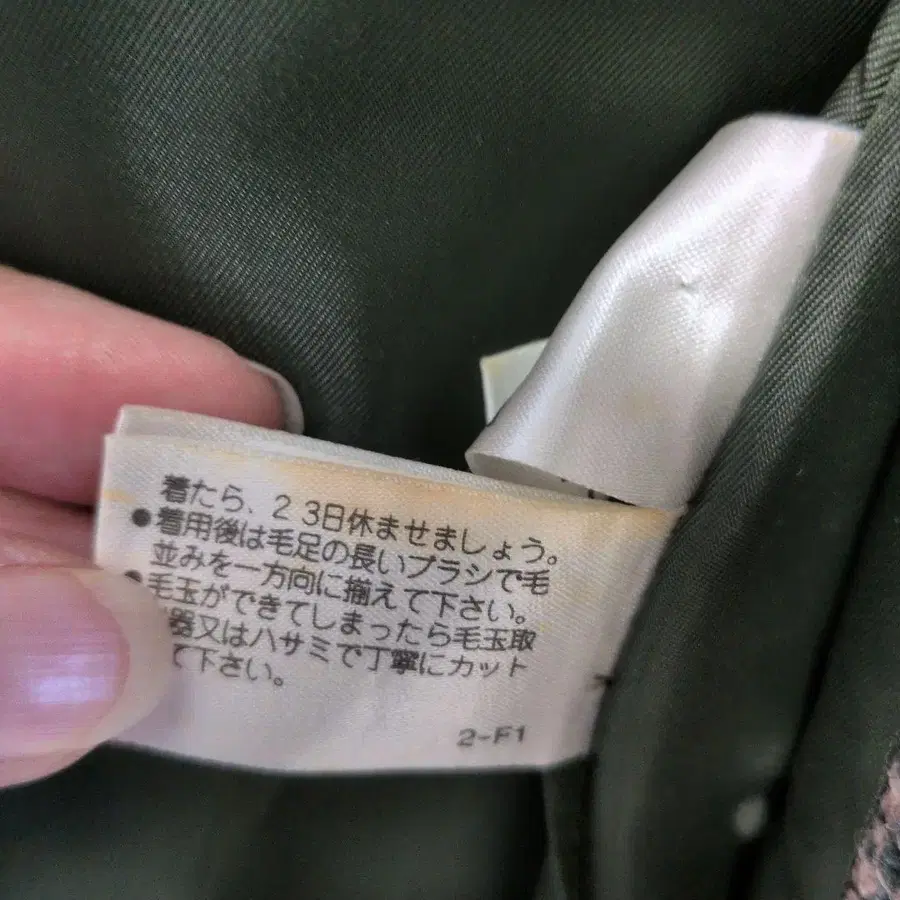 着たら、2 3日休ませましょう。
●着用後は毛足の長いブラシで毛
並みを一方向に揃えて下さい。
●毛玉ができてしまったら毛玉取
器又はハサミで丁寧にカット
て下さい。
2-F1